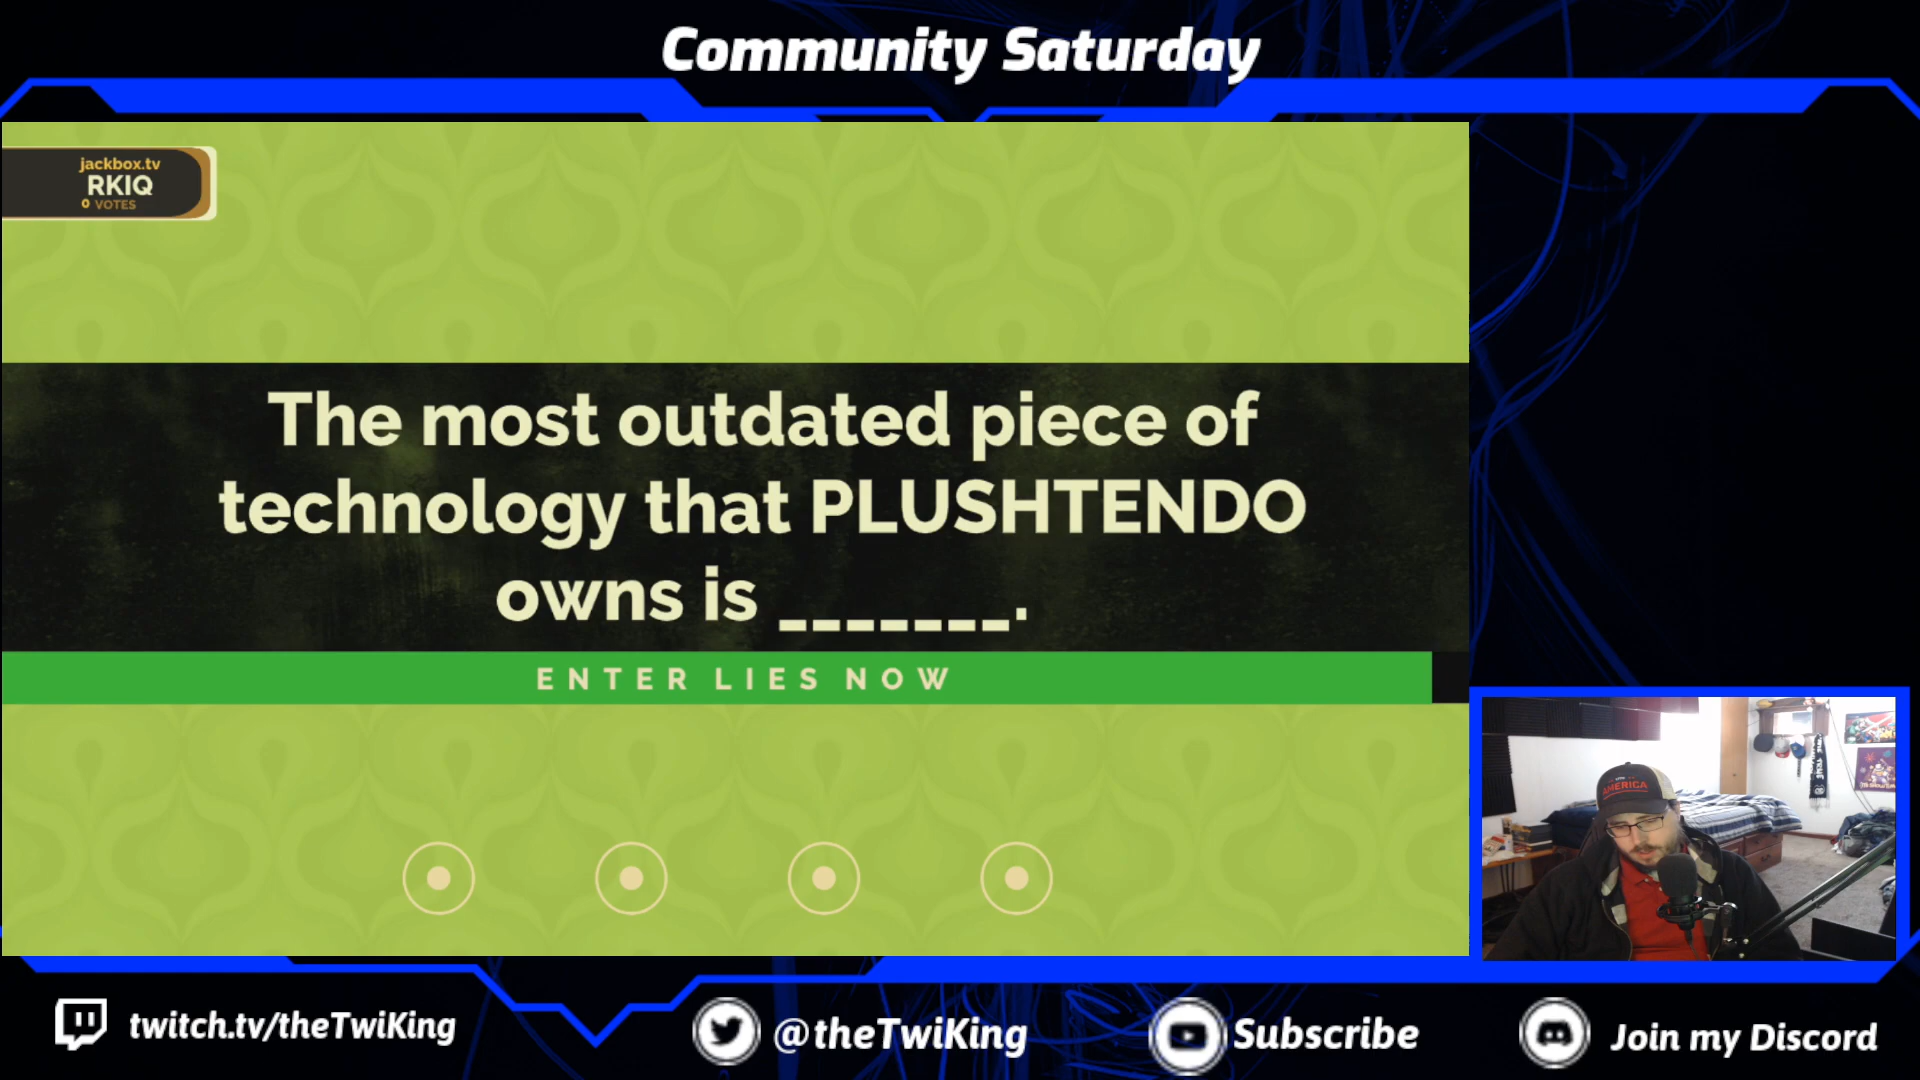 Community Saturday
jackbox.tv
RKIQ
0 VOTES
The most outdated piece of
technology that PLUSHTENDO
owns is _______.
ENTER LIES NOW
AMERICA
twitch.tv/theTwiKing
@theTwiKing
Subscribe
Join my Discord